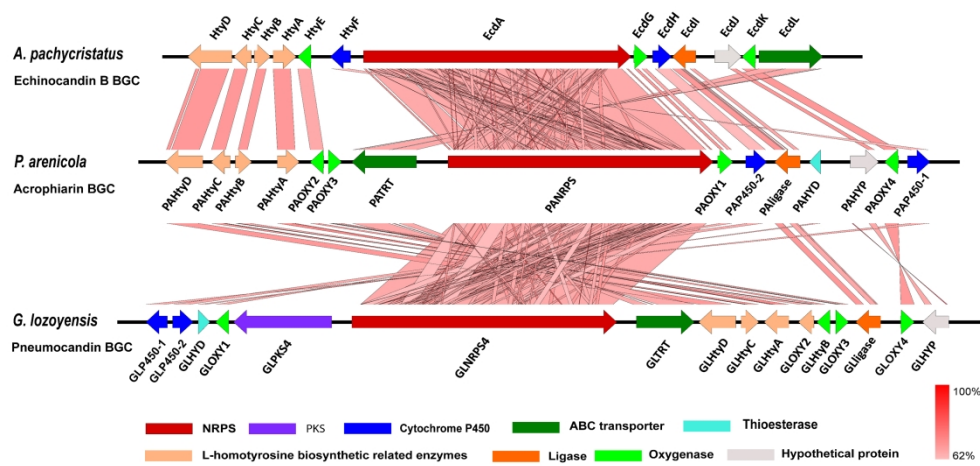 HtyD HtyC HtyB HtyA HtyE HtyF EcdA EcdG EcdH EcdI EcdJ EcdK EcdL
A. pachycristatus
Echinocandin B BGC
P. arenicola
Acrophiarin BGC
PAHtyD PAHtyC PAHtyB PAHtyA PAOXY2 PAOXY3 PATRT PANRPS PAOXY1 PAP450-2 PAligase PAHYD PAHYP PAOXY4 PAP450-1
G. lozoyensis
Pneumocandin BGC
GLP450-1 GLP450-2 GLHYD GLOXY1 GLPKS4 GLNRPS4 GLTRT GLHtyD GLHtyC GLHtyA GLOXY2 GLHtyB GLOXY3 GLligase GLOXY4 GLHYP
100%
62%
NRPS PKS Cytochrome P450 ABC transporter Thioesterase
L-homotyrosine biosynthetic related enzymes Ligase Oxygenase Hypothetical protein